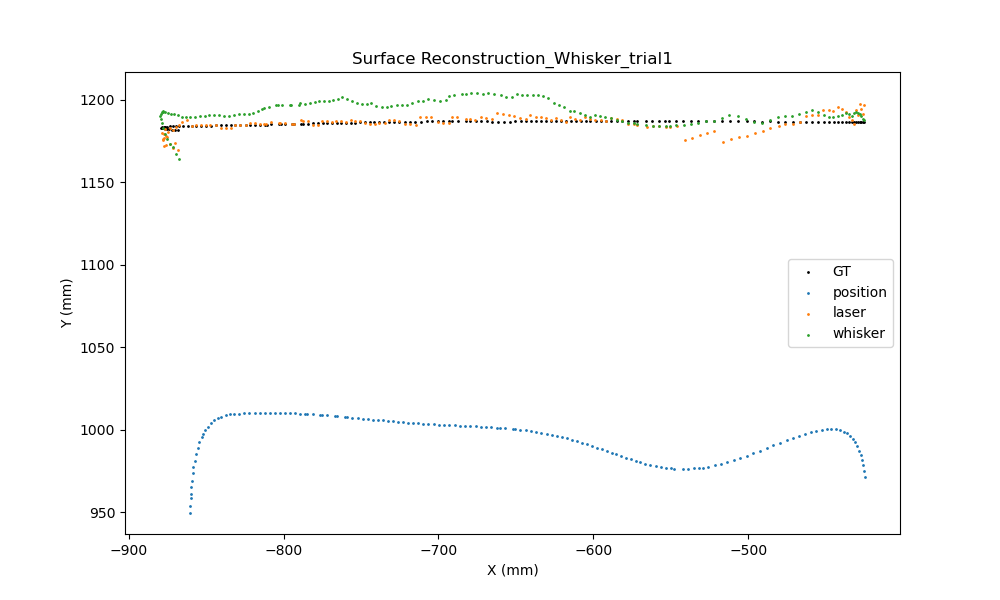 Surface Reconstruction_Whisker_trial1
1200
1150
1100
1050
1000
950
Y (mm)
GT
position
laser
whisker
−900
−800
−700
−600
−500
X (mm)